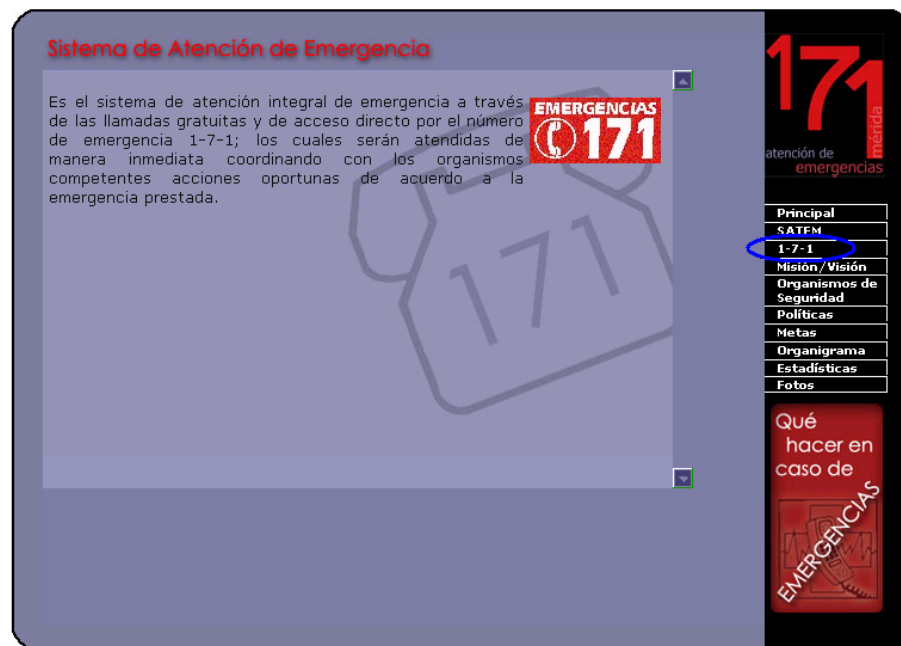 Sistema de Atención de Emergencia
Es el sistema de atención integral de emergencia a través
de las llamadas gratuitas y de acceso directo por el número
de emergencia 1-7-1; los cuales serán atendidas de
manera inmediata coordinando con los organismos
competentes acciones oportunas de acuerdo a la
emergencia prestada.
EMERGENCIAS
171
171
171
mérida
atención de
emergencias
Principal
SATEM
1-7-1
Misión/Visión
Organismos de
Seguridad
Políticas
Metas
Organigrama
Estadísticas
Fotos
Qué
hacer en
caso de
EMERGENCIAS